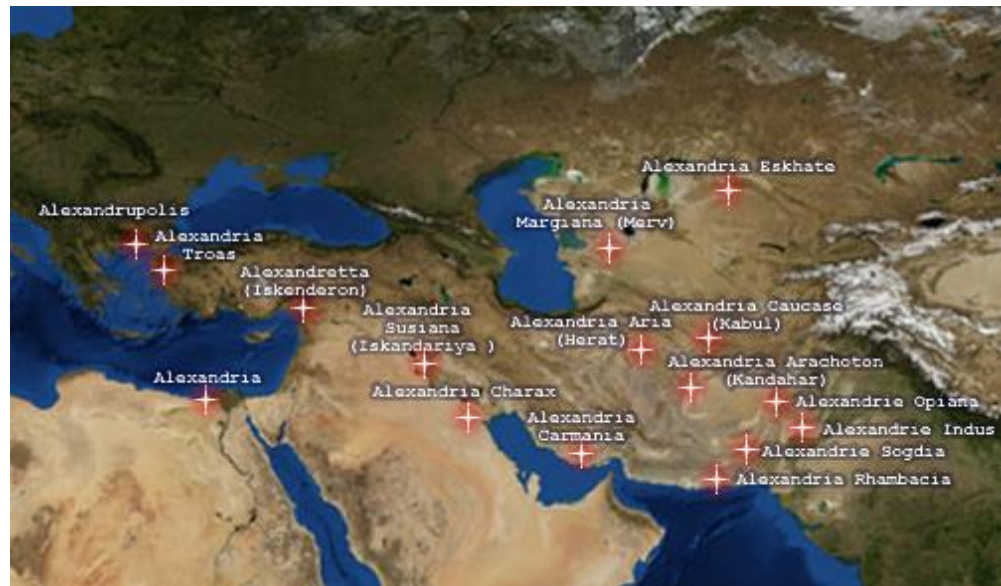 Alexandria Eskhate
Alexandria
Margiana (Merv)
Alexandrupolis
Alexandria
Troas
Alexandretta
(Iskenderon)
Alexandria
Susiana
(Iskandariya )
Alexandria Caucase
(Kabul)
Alexandria Aria
(Herat)
Alexandria Arachoton
(Kandahar)
Alexandria
Alexandria Charax
Alexandria
Carmania
Alexandrie Opiana
Alexandrie Indus
Alexandrie Sogdia
Alexandria Rhambacia